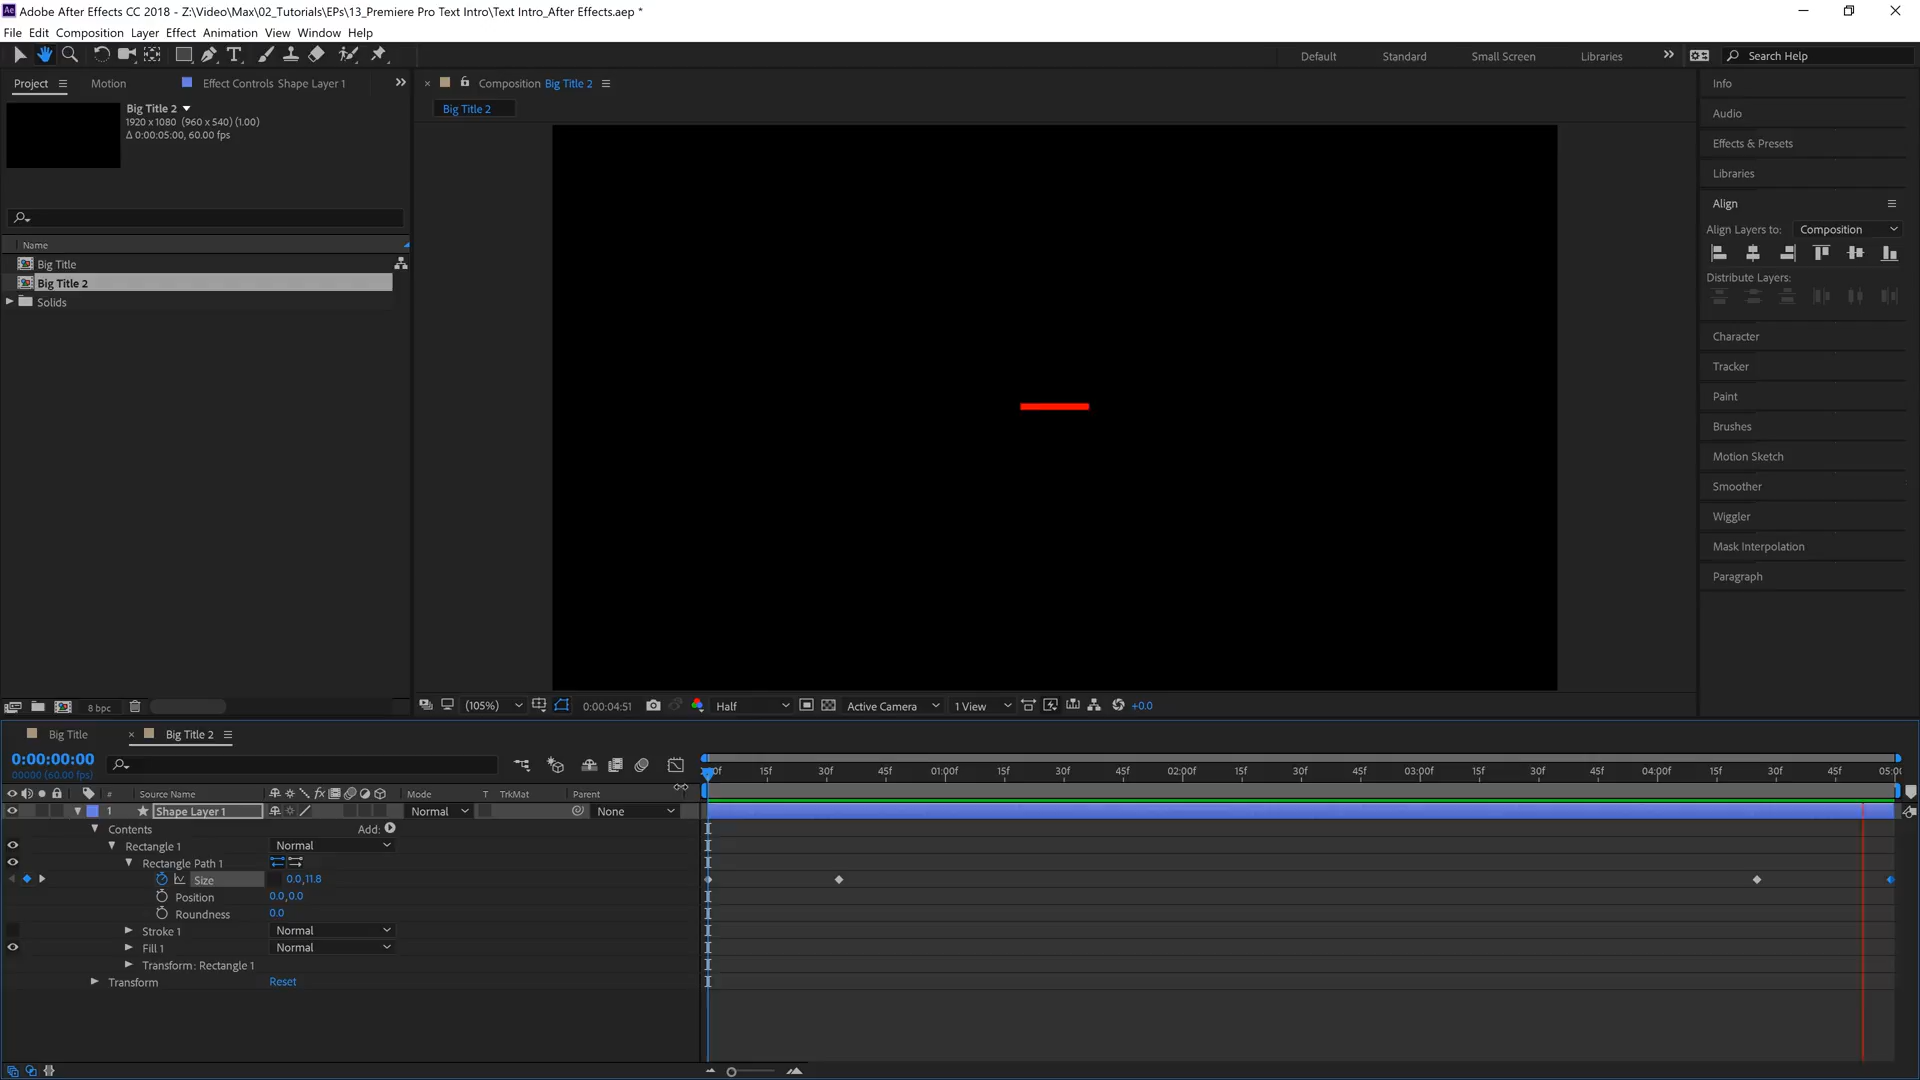 Adobe After Effects CC 2018 - Z:\Video\Max\02_Tutorials\EPs\13_Premiere Pro Text Intro\Text Intro_After Effects.aep *
File Edit Composition Layer Effect Animation View Window Help
Default Standard Small Screen Libraries Search Help
Project Motion Effect Controls Shape Layer 1
Composition Big Title 2
Info
Big Title 2
1920 x 1080 (960 x 540) (1.00)
Δ 0:00:05:00, 60.00 fps
Big Title 2
Audio
Effects & Presets
Libraries
Align
Align Layers to: Composition
Distribute Layers:
Name
Big Title
Big Title 2
Solids
Character
Tracker
Paint
Brushes
Motion Sketch
Smoother
Wiggler
Mask Interpolation
Paragraph
8 bpc
(105%) 0:00:04:51 Half Active Camera 1 View +0.0
Big Title Big Title 2
0:00:00:00
00000 (60.00 fps)
15f 30f 45f 01:00f 15f 30f 45f 02:00f 15f 30f 45f 03:00f 15f 30f 45f 04:00f 15f 30f 45f 05:0
# Source Name Mode T TrkMat Parent
1 Shape Layer 1 Normal None
Contents Add:
Rectangle 1 Normal
Rectangle Path 1
Size 0.0,11.8
Position 0.0,0.0
Roundness 0.0
Stroke 1 Normal
Fill 1 Normal
Transform: Rectangle 1
Transform Reset